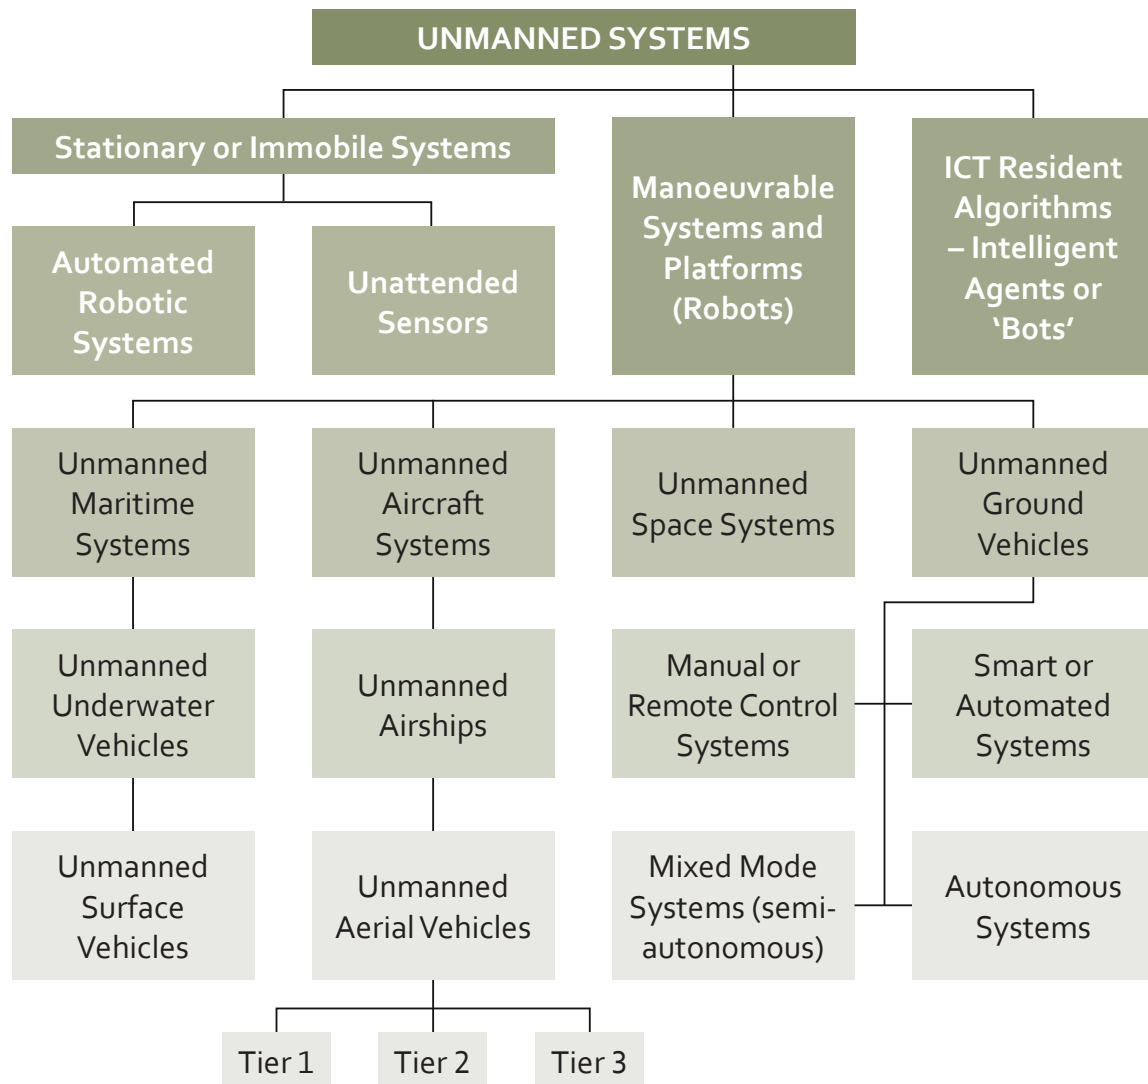 UNMANNED SYSTEMS
Stationary or Immobile Systems
Automated
Robotic
Systems
Unattended
Sensors
Manoeuvrable
Systems and
Platforms
(Robots)
ICT Resident
Algorithms
– Intelligent
Agents or
‘Bots’
Unmanned
Maritime
Systems
Unmanned
Aircraft
Systems
Unmanned
Space Systems
Unmanned
Ground
Vehicles
Unmanned
Underwater
Vehicles
Unmanned
Airships
Manual or
Remote Control
Systems
Smart or
Automated
Systems
Unmanned
Surface
Vehicles
Unmanned
Aerial Vehicles
Mixed Mode
Systems (semi-
autonomous)
Autonomous
Systems
Tier 1
Tier 2
Tier 3